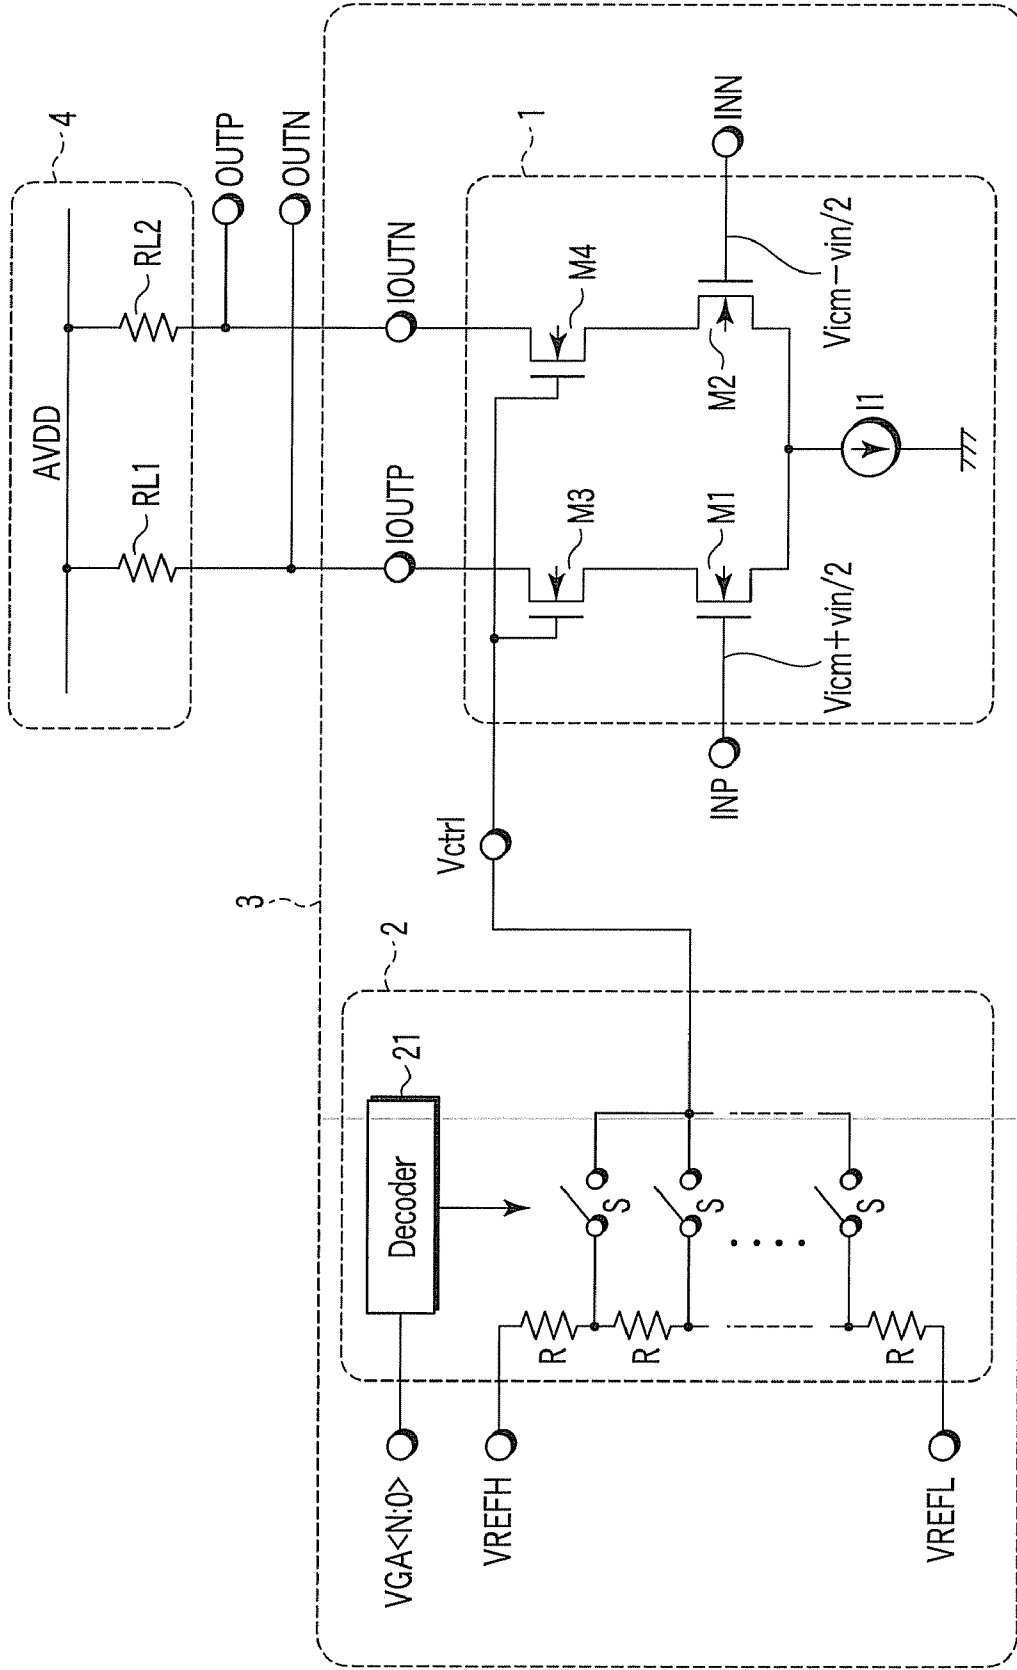 4
AVDD
RL1
RL2
OUTP
OUTN
3
IOUTP
IOUTN
1
Vctrl
M3
M4
INP
INN
M1
M2
Vicm+vin/2
Vicm−vin/2
I1
2
21
Decoder
VGA<N:0>
VREFH
R
S
R
S
R
S
VREFL